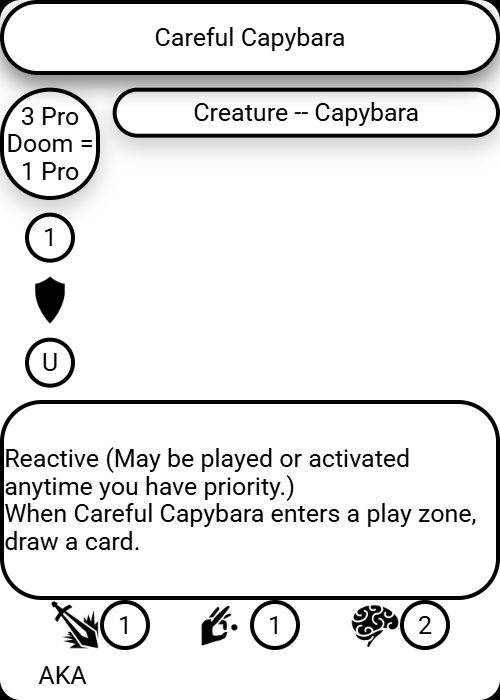 Careful Capybara
3 Pro
Doom =
1 Pro
Creature -- Capybara
1
U
Reactive (May be played or activated
anytime you have priority.)
When Careful Capybara enters a play zone,
draw a card.
1
1
2
AKA